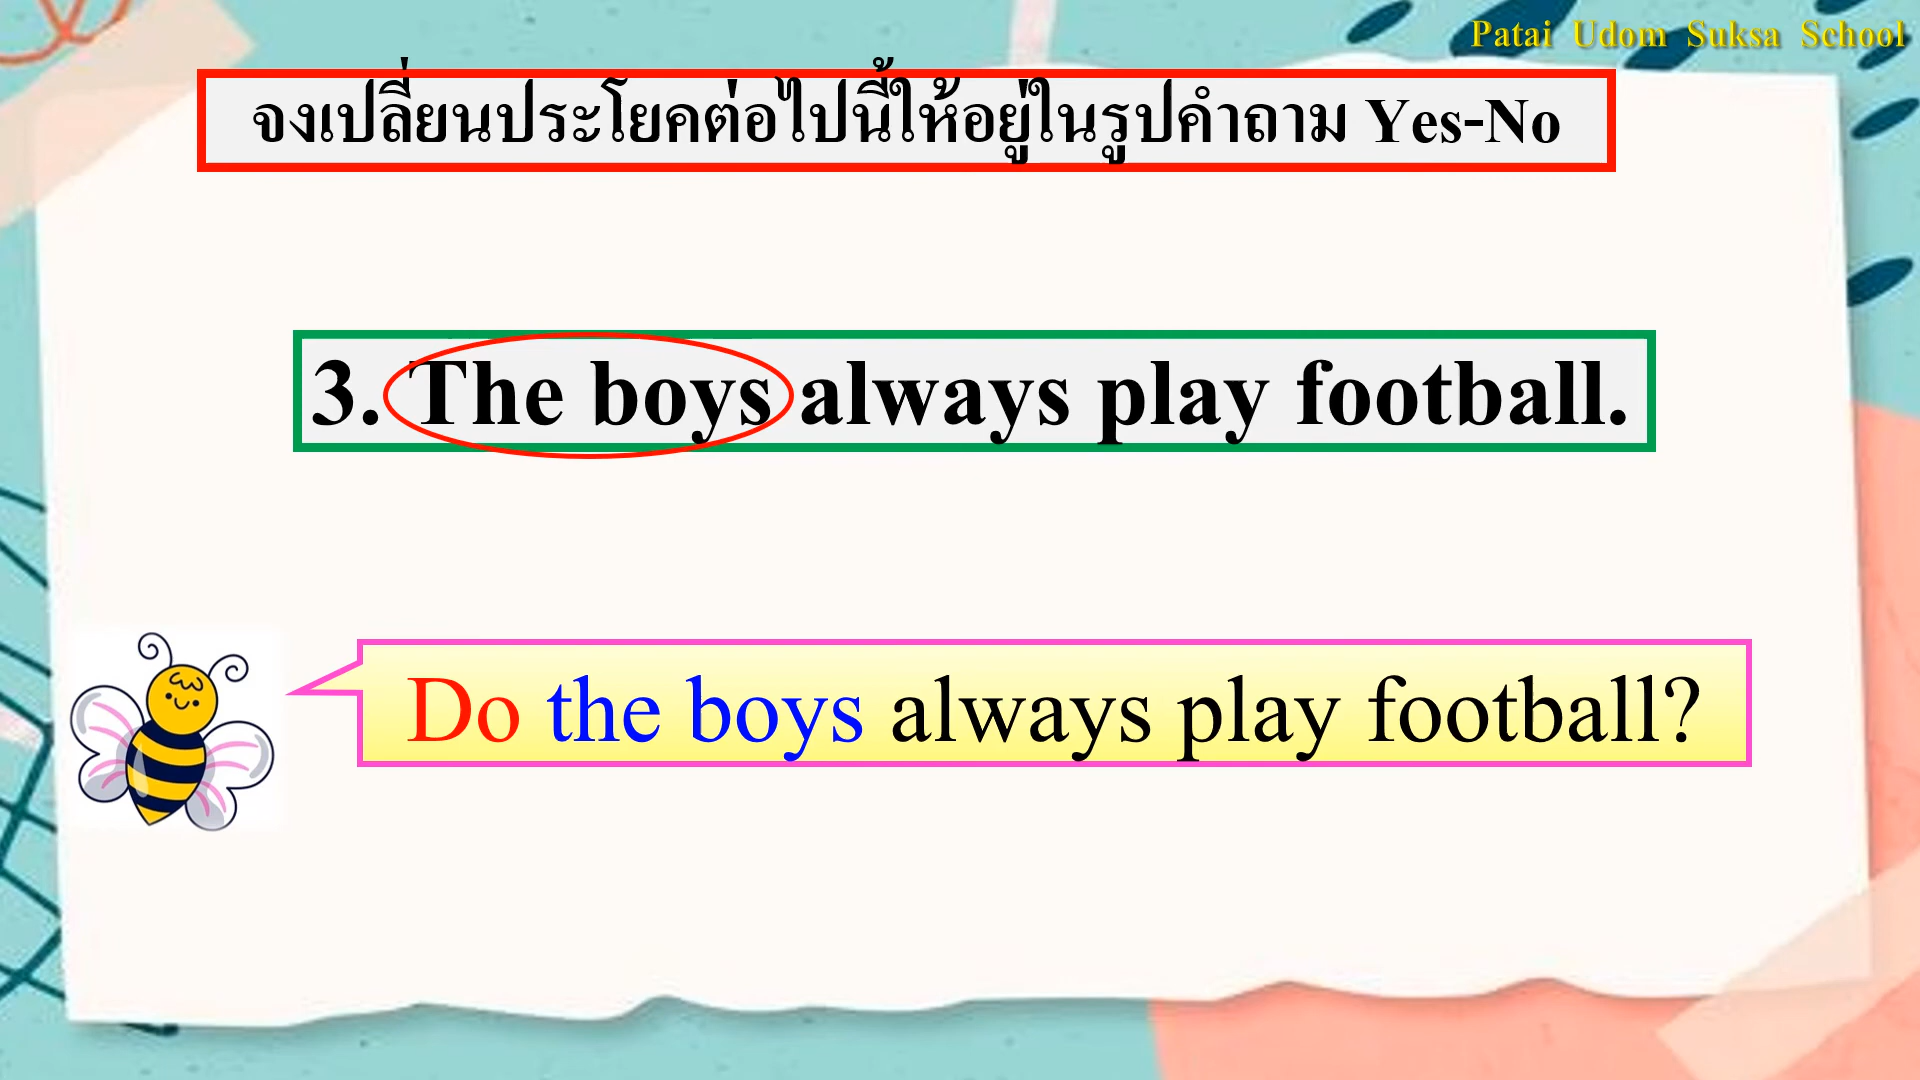 Patai Udom Suksa School
จงเปลี่ยนประโยคต่อไปนี้ให้อยู่ในรูปคำถาม Yes-No
3. The boys always play football.
Do the boys always play football?